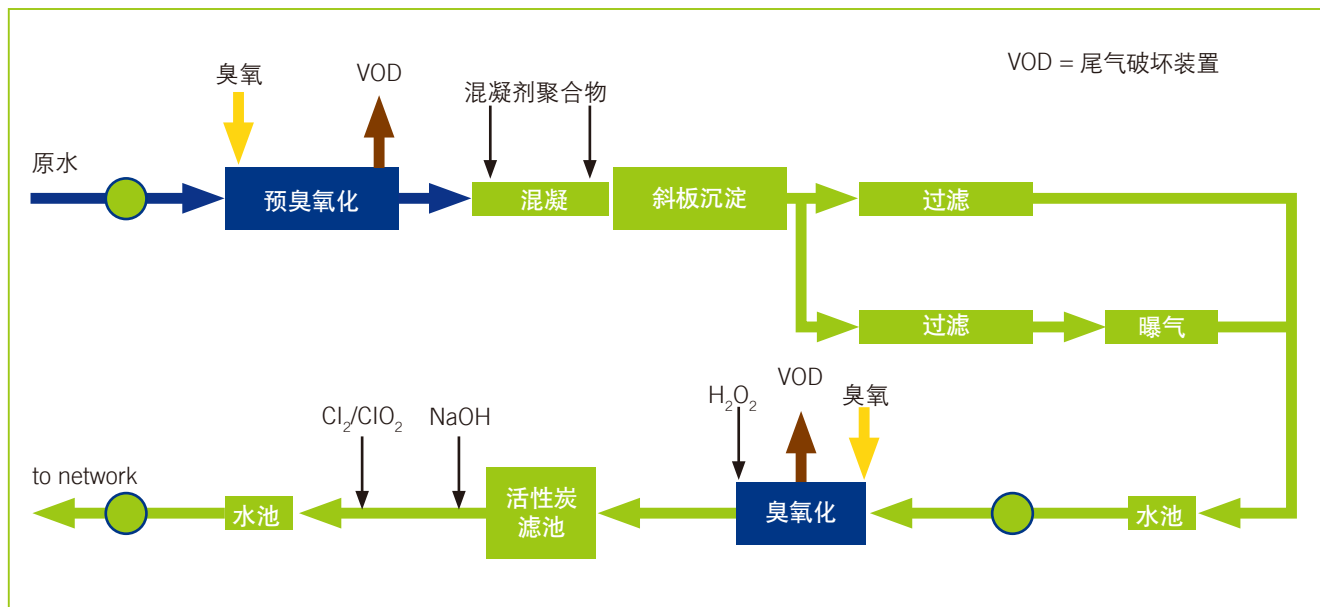 臭氧
VOD
混凝剂聚合物
VOD = 尾气破坏装置
原水
预臭氧化
混凝
斜板沉淀
过滤
过滤
曝气
Cl₂/ClO₂
NaOH
H₂O₂
VOD
臭氧
to network
水池
活性炭
滤池
臭氧化
水池